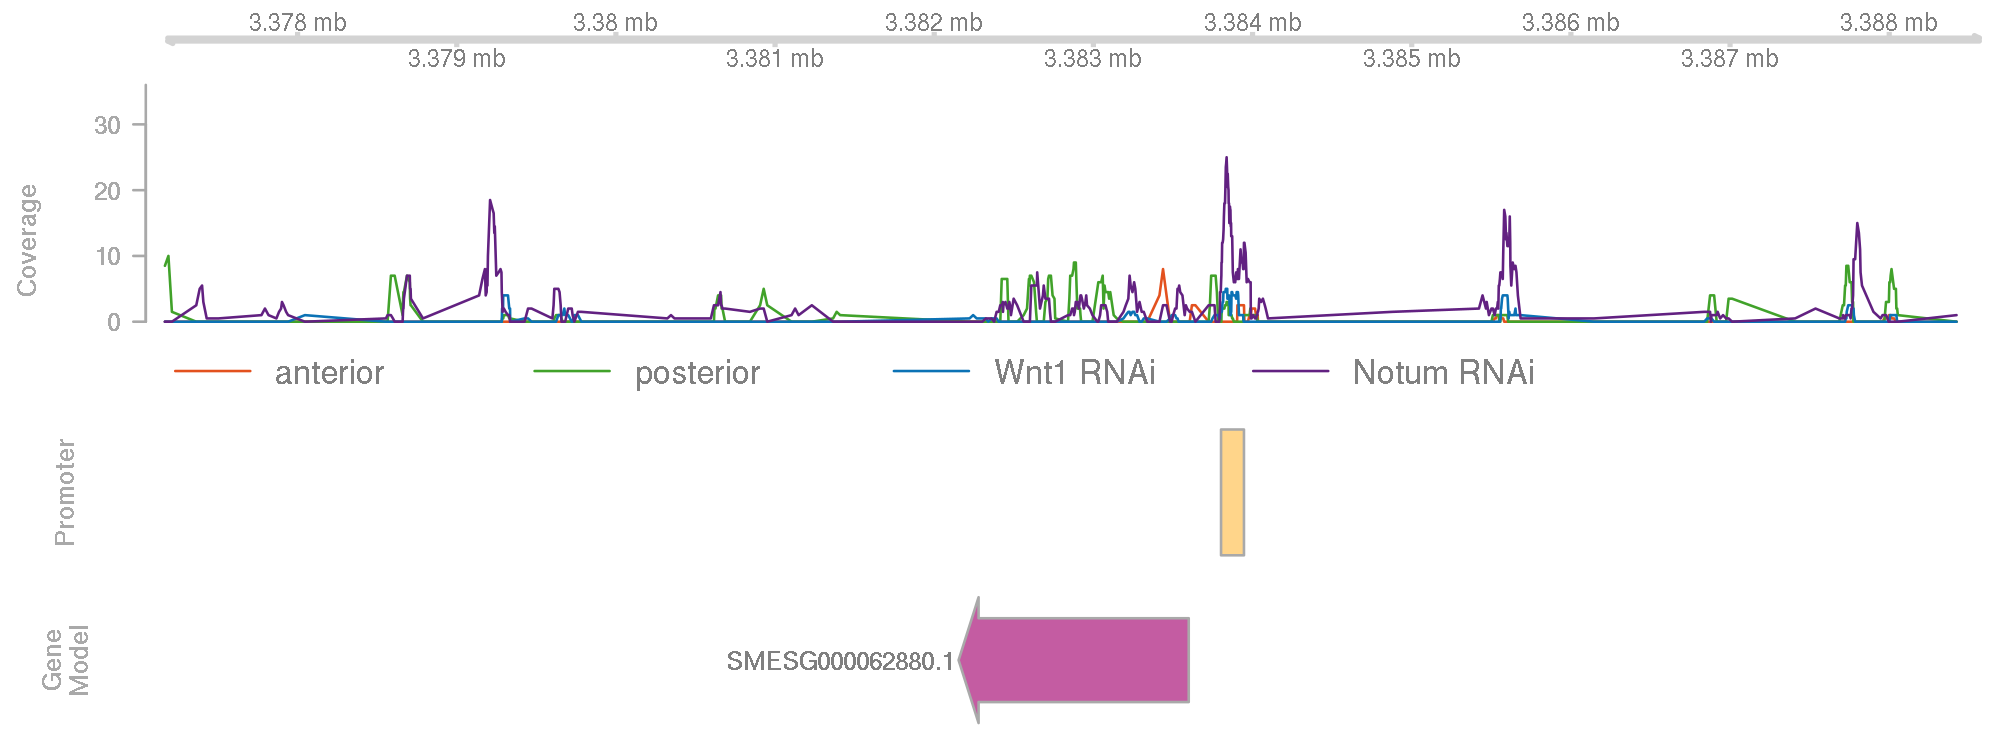 3.378 mb 3.38 mb 3.382 mb 3.384 mb 3.386 mb 3.388 mb
3.379 mb 3.381 mb 3.383 mb 3.385 mb 3.387 mb
Coverage
30
20
10
0
anterior posterior Wnt1 RNAi Notum RNAi
Promoter
Gene
Model
SMESG000062880.1